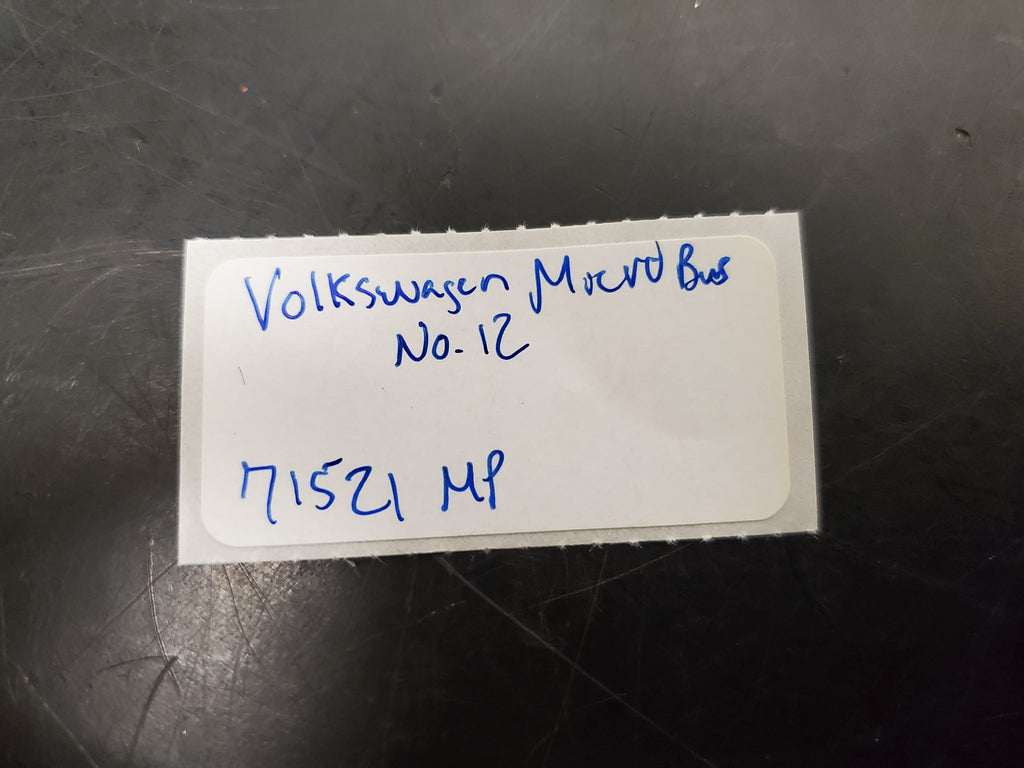 Volkswagen Micro Bus
No. 12
71521 MP